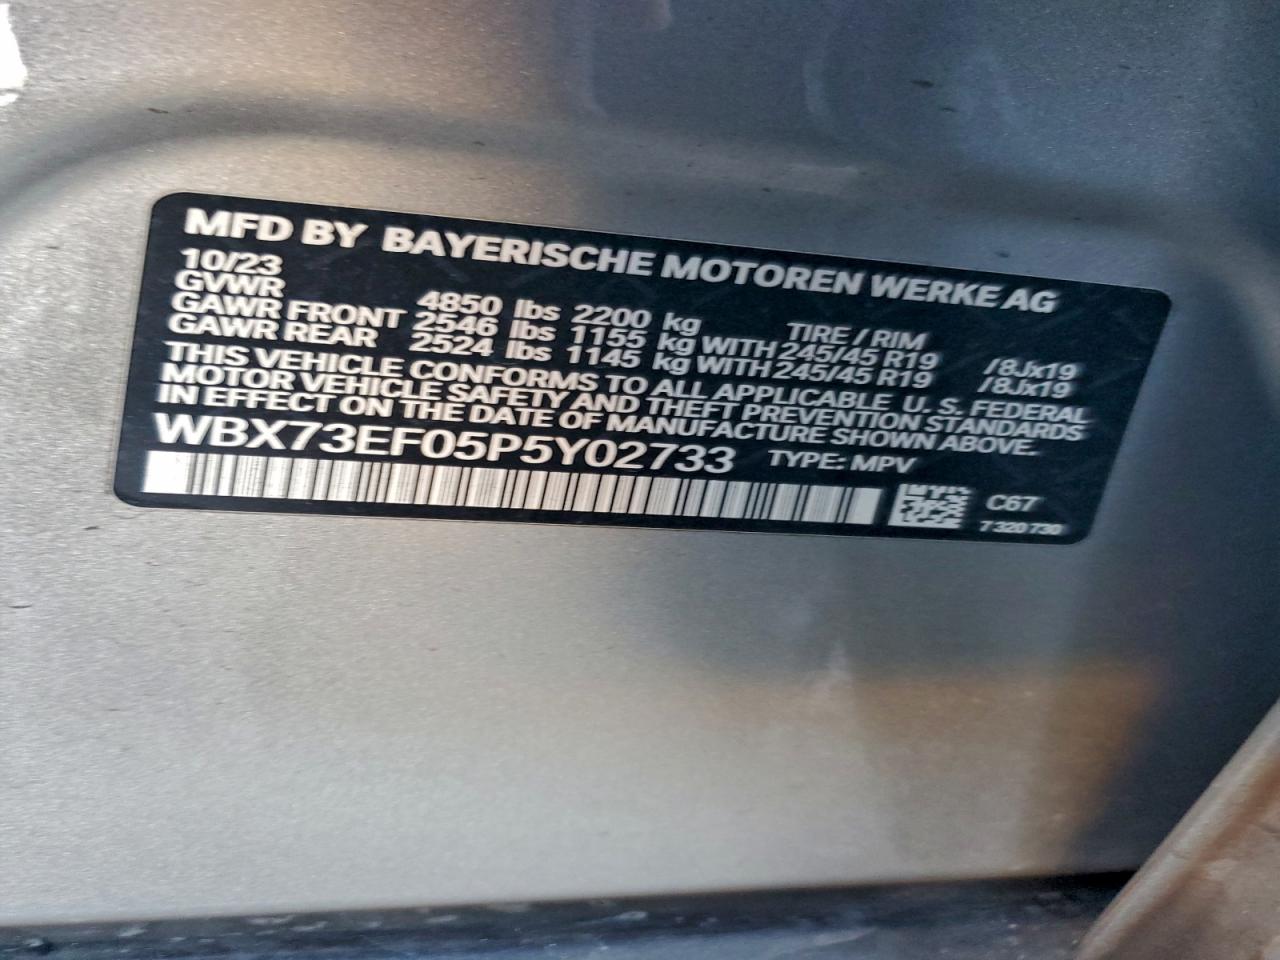 MFD BY BAYERISCHE MOTOREN WERKE AG
10/23
GVWR 4850 lbs 2200 kg TIRE / RIM
GAWR FRONT 2546 lbs 1155 kg WITH 245/45 R19 /8Jx19
GAWR REAR 2524 lbs 1145 kg WITH 245/45 R19 /8Jx19
THIS VEHICLE CONFORMS TO ALL APPLICABLE U. S. FEDERAL
MOTOR VEHICLE SAFETY AND THEFT PREVENTION STANDARDS
IN EFFECT ON THE DATE OF MANUFACTURE SHOWN ABOVE.
WBX73EF05P5Y02733 TYPE: MPV
C67
7 320 730